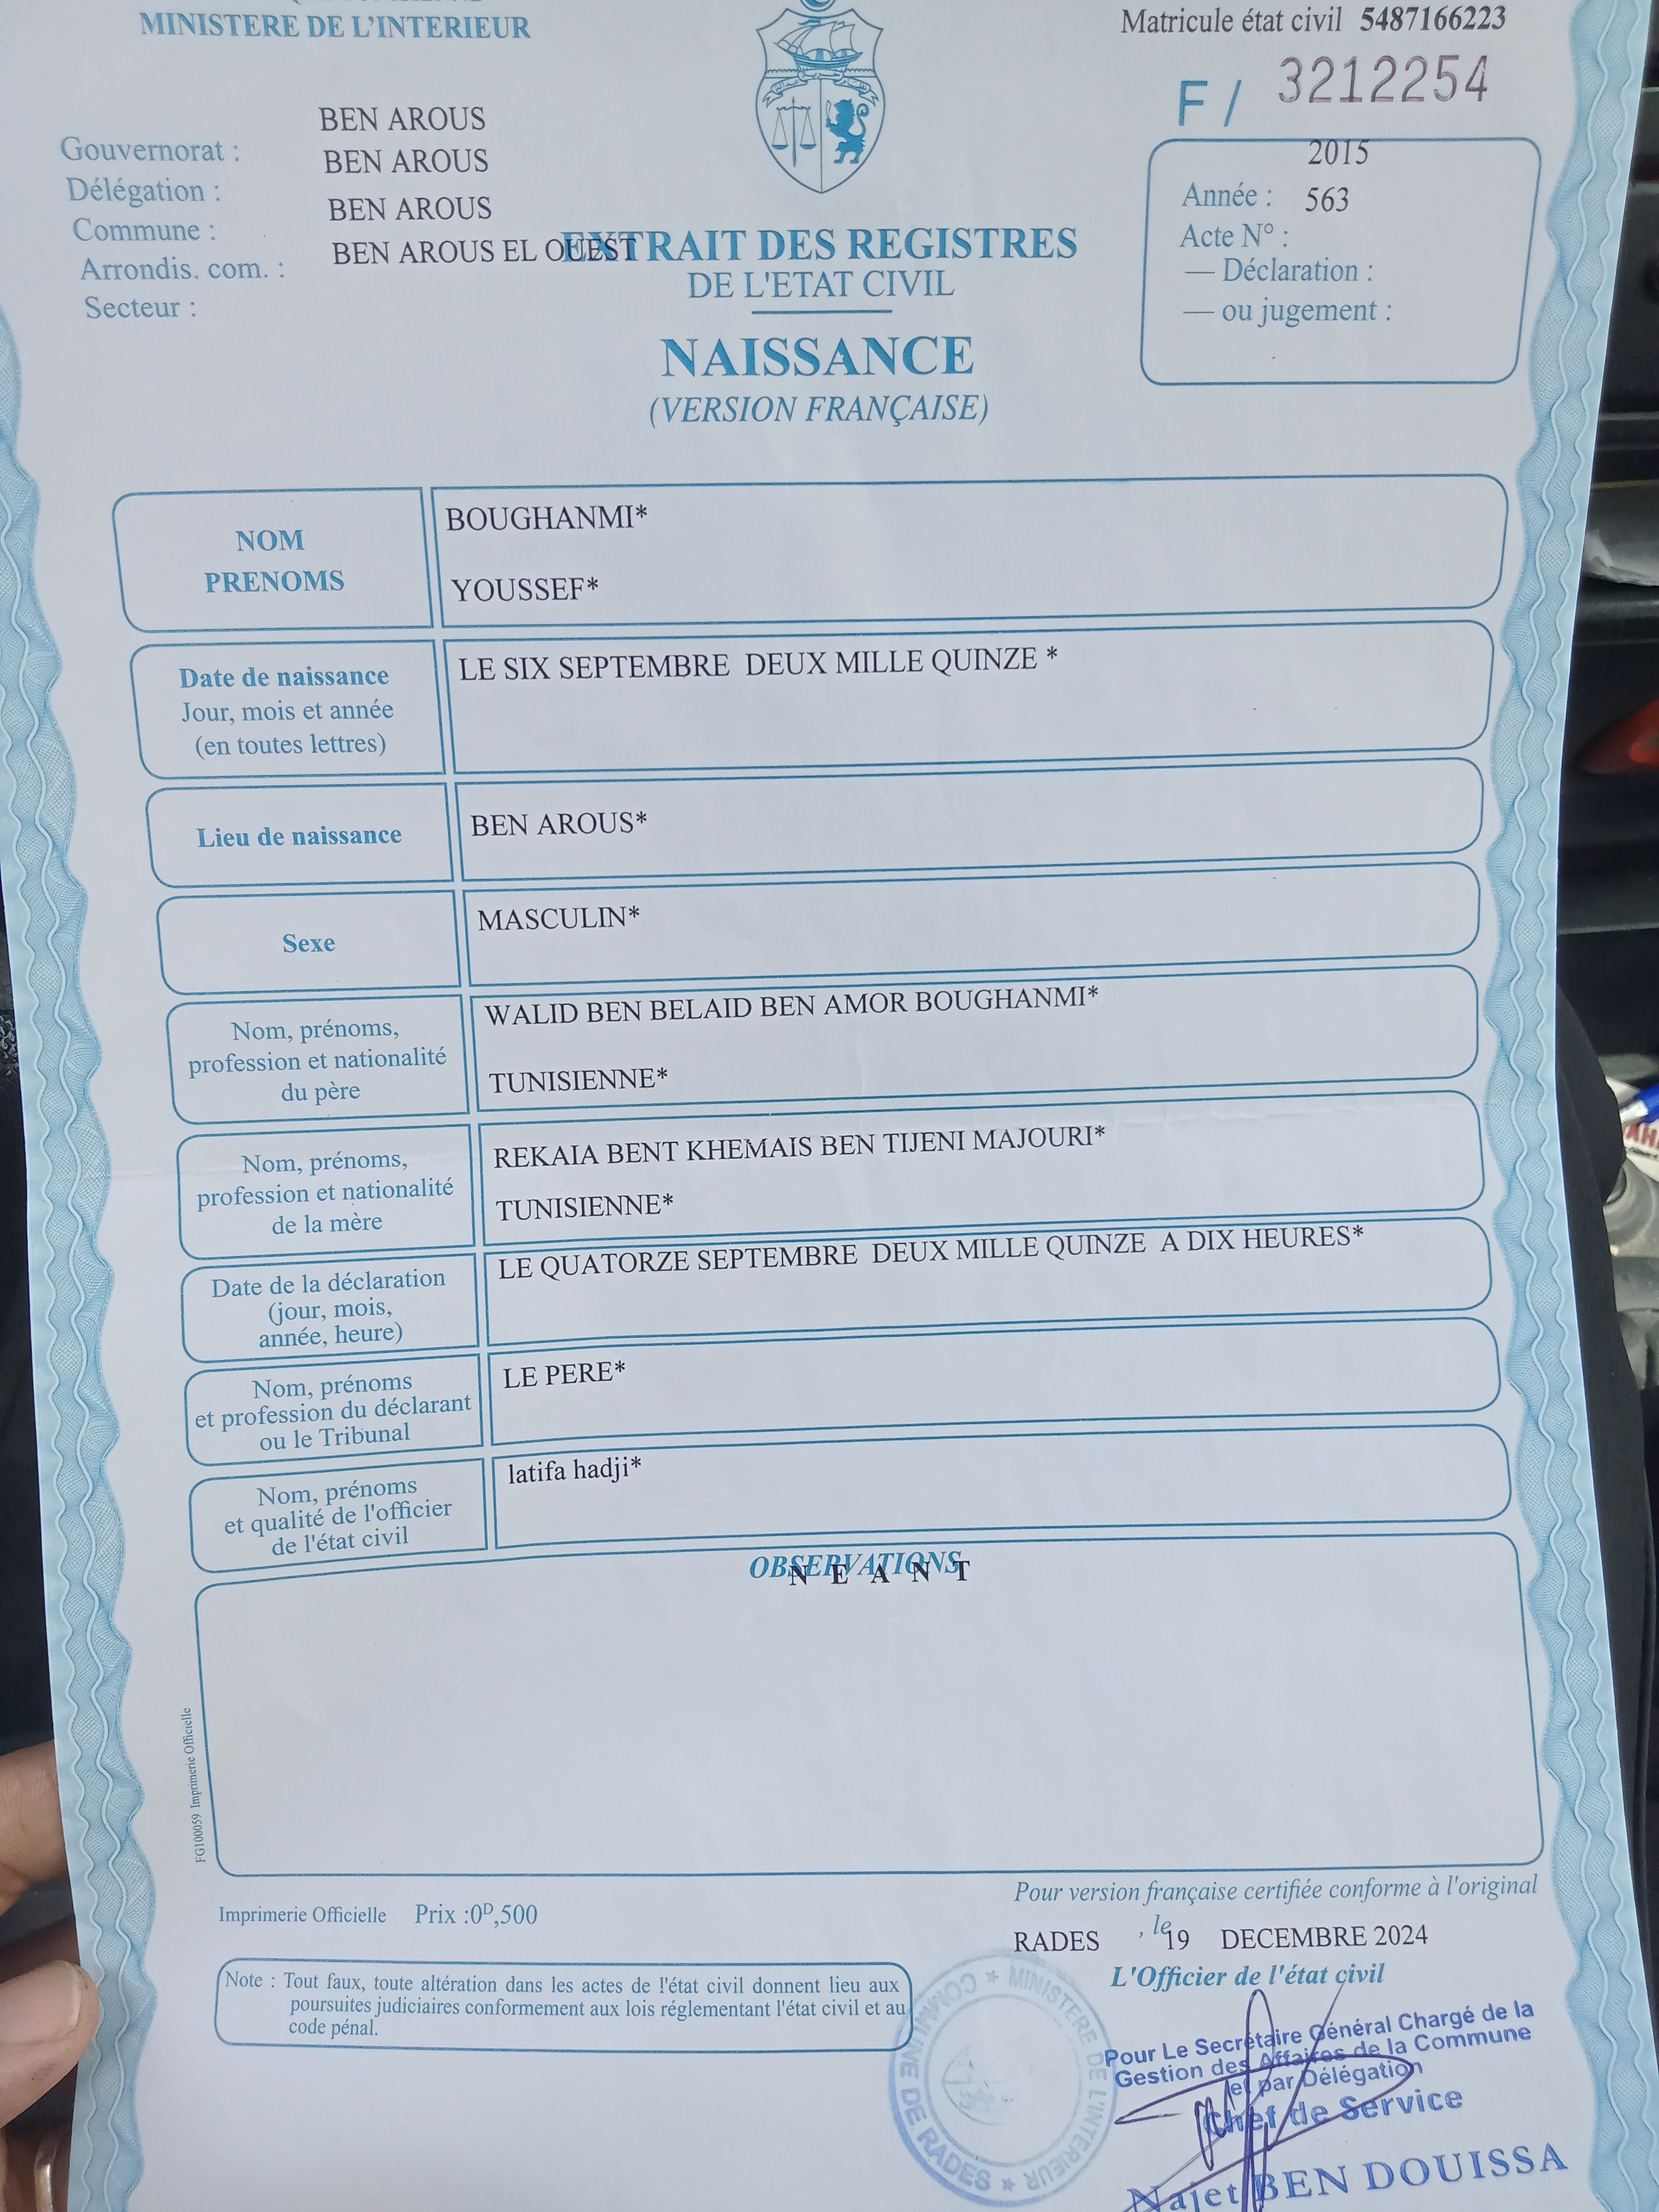 MINISTERE DE L'INTERIEUR
Matricule état civil 5487166223
F / 3212254
BEN AROUS
Gouvernorat :
BEN AROUS
Délégation :
BEN AROUS
Commune :
BEN AROUS EL OUEST
Arrondis. com. :
Secteur :
2015
Année :
563
Acte N° :
— Déclaration :
— ou jugement :
EXTRAIT DES REGISTRES
DE L'ETAT CIVIL
NAISSANCE
(VERSION FRANÇAISE)
NOM
PRENOMS
BOUGHANMI*
YOUSSEF*
Date de naissance
Jour, mois et année
(en toutes lettres)
LE SIX SEPTEMBRE DEUX MILLE QUINZE *
Lieu de naissance
BEN AROUS*
Sexe
MASCULIN*
Nom, prénoms,
profession et nationalité
du père
WALID BEN BELAID BEN AMOR BOUGHANMI*
TUNISIENNE*
Nom, prénoms,
profession et nationalité
de la mère
REKAIA BENT KHEMAIS BEN TIJENI MAJOURI*
TUNISIENNE*
Date de la déclaration
(jour, mois,
année, heure)
LE QUATORZE SEPTEMBRE DEUX MILLE QUINZE A DIX HEURES*
Nom, prénoms
et profession du déclarant
ou le Tribunal
LE PERE*
Nom, prénoms
et qualité de l'officier
de l'état civil
latifa hadji*
OBSERVATIONS
N E A N T
FG100059 Imprimerie Officielle
Imprimerie Officielle Prix :0D,500
Note : Tout faux, toute altération dans les actes de l'état civil donnent lieu aux
poursuites judiciaires conformement aux lois réglementant l'état civil et au
code pénal.
Pour version française certifiée conforme à l'original
RADES , le 19 DECEMBRE 2024
L'Officier de l'état civil
Pour Le Secrétaire Général Chargé de la
Gestion des Affaires de la Commune
et par Délégation
Chef de Service
Najet BEN DOUISSA
MINISTERE DE L'INTERIEUR
COMMUNE DE RADES